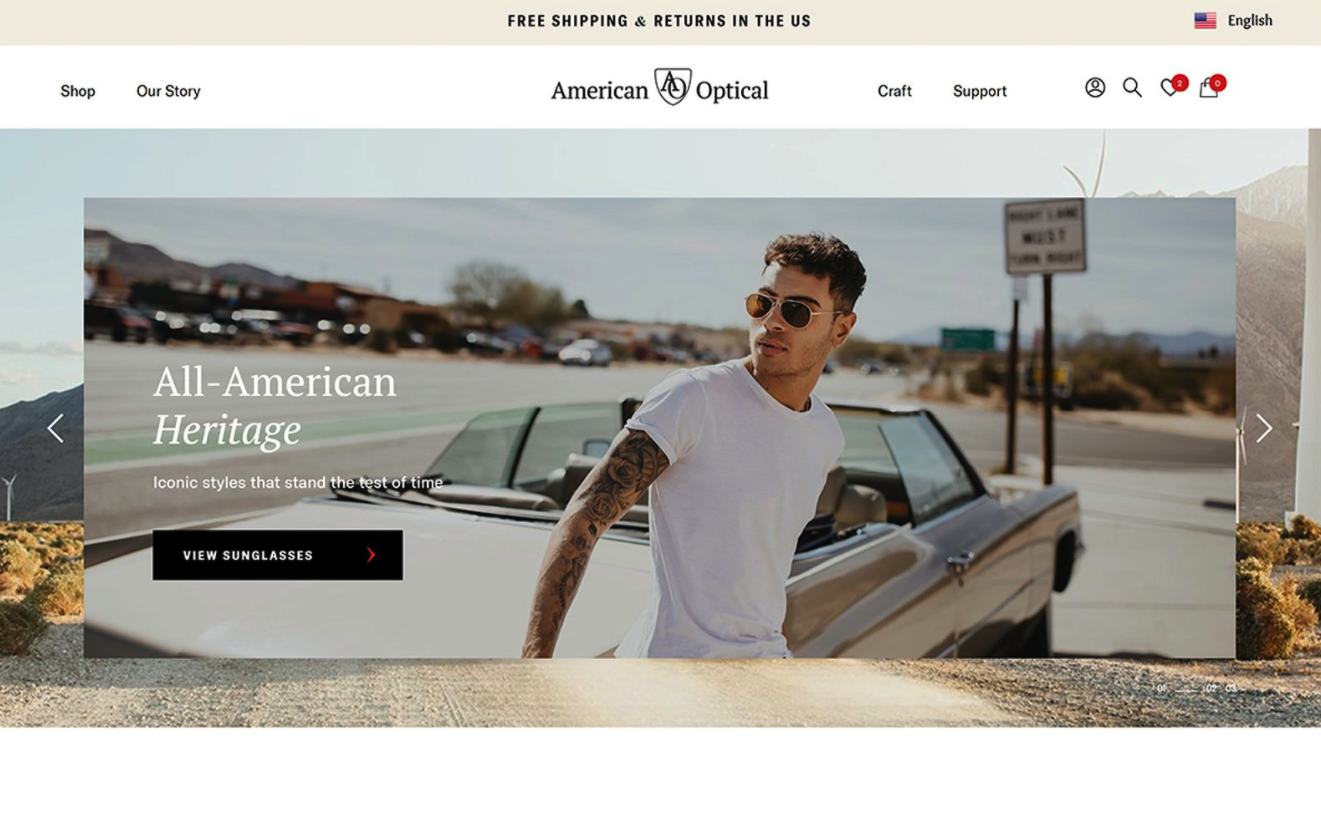 FREE SHIPPING & RETURNS IN THE US
English
Shop
Our Story
American AO Optical
Craft
Support
2
0
RIGHT LANE
MUST
TURN RIGHT
All-American
Heritage
Iconic styles that stand the test of time
VIEW SUNGLASSES
01 02 03